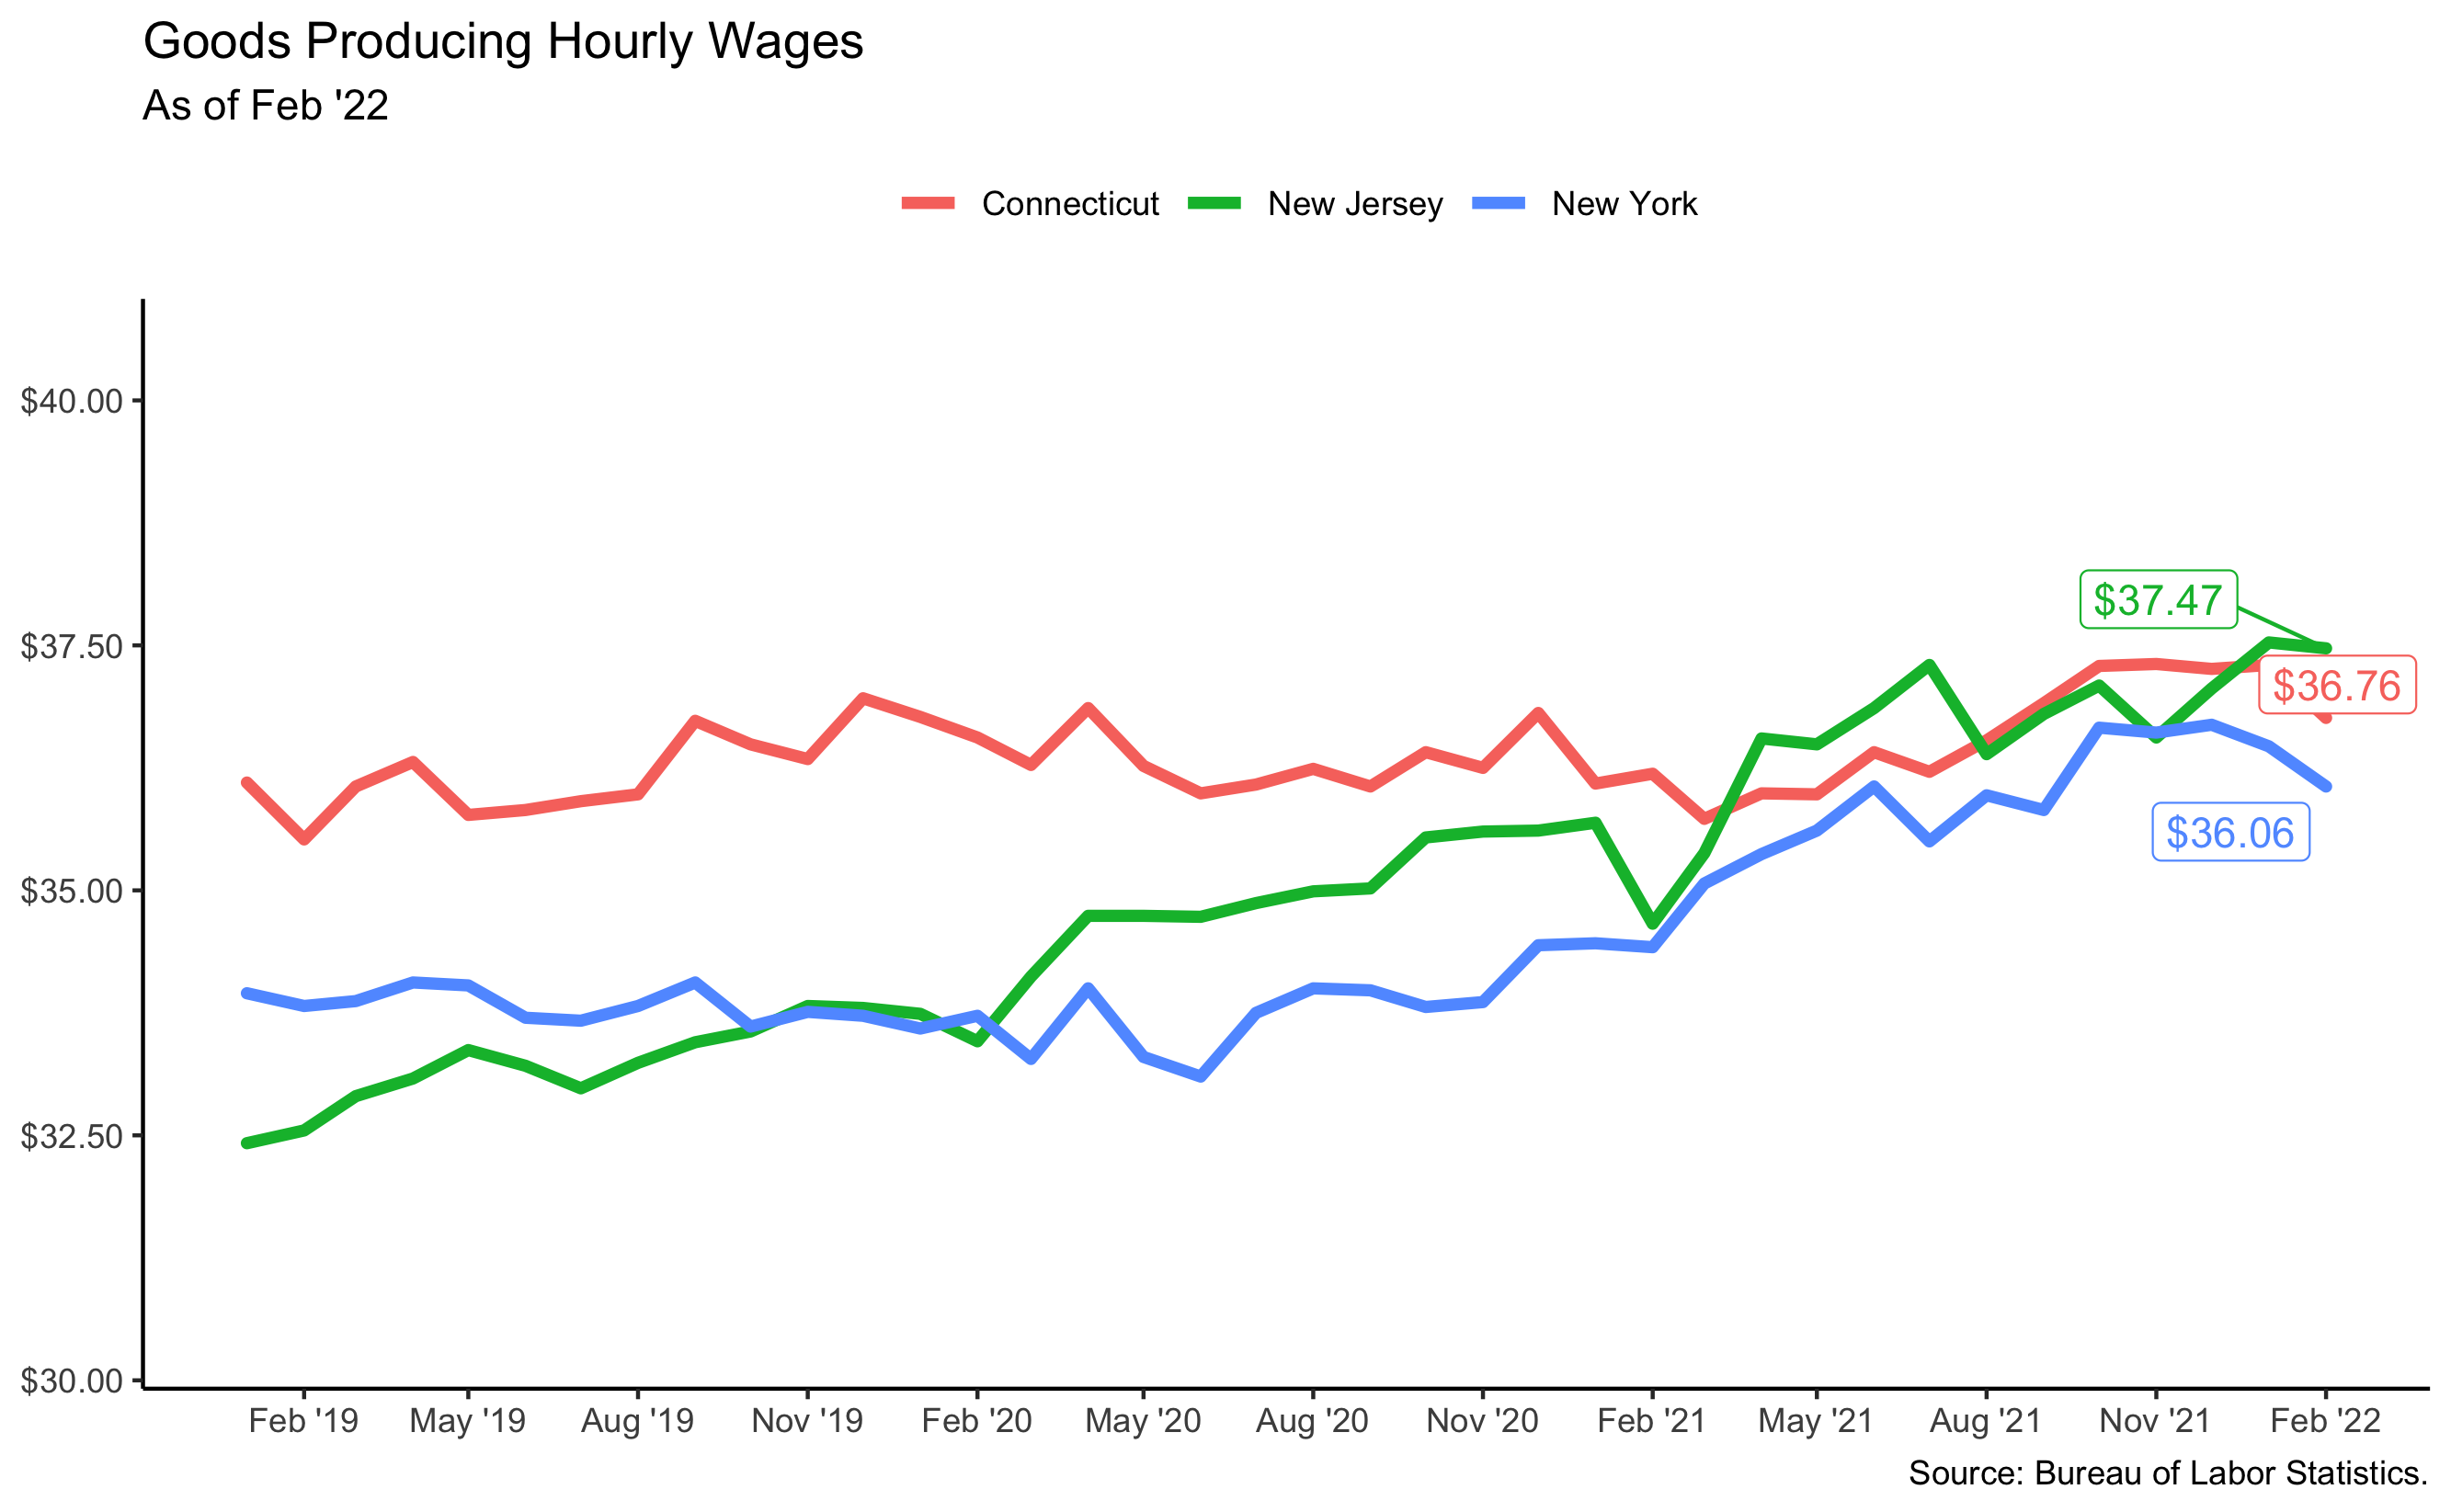 Goods Producing Hourly Wages
As of Feb '22
Connecticut New Jersey New York
$40.00
$37.50
$35.00
$32.50
$30.00
$37.47
$36.76
$36.06
Feb '19 May '19 Aug '19 Nov '19 Feb '20 May '20 Aug '20 Nov '20 Feb '21 May '21 Aug '21 Nov '21 Feb '22
Source: Bureau of Labor Statistics.